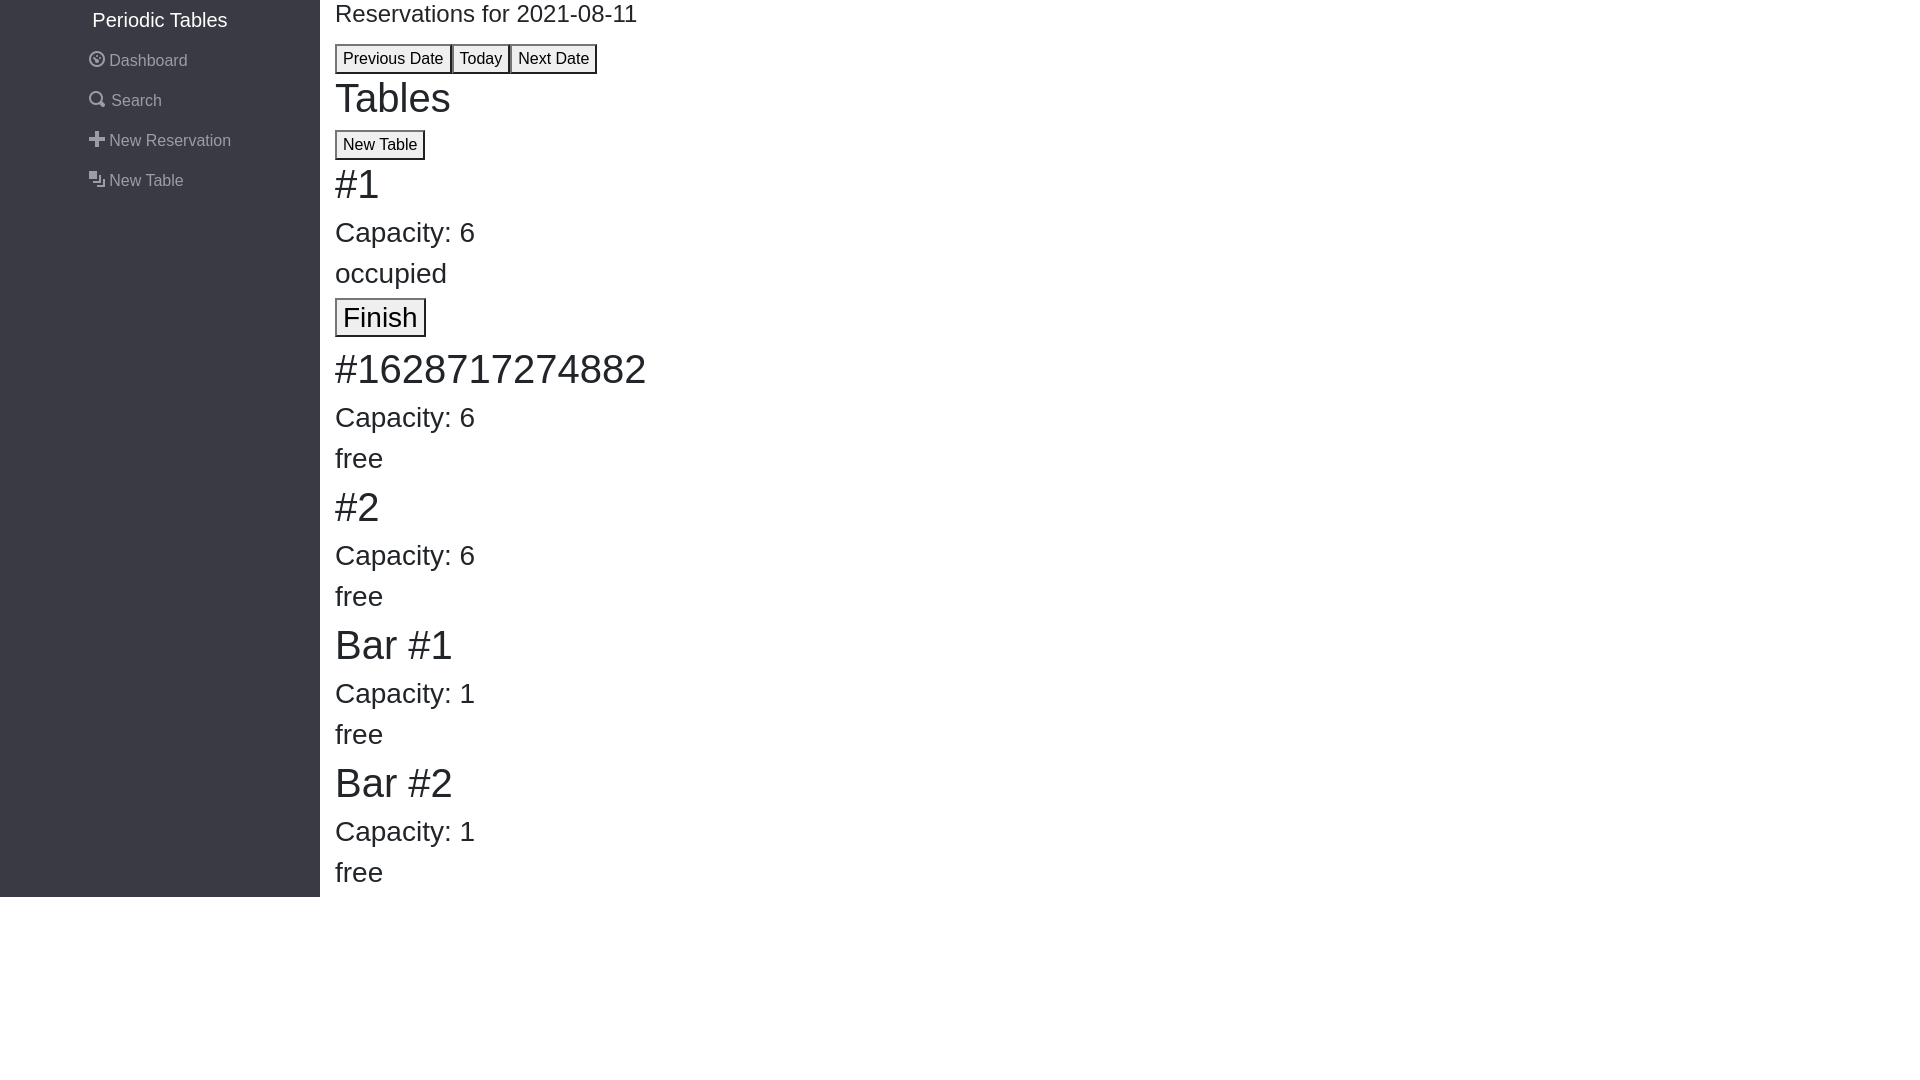 Periodic Tables
Dashboard
Search
New Reservation
New Table
Reservations for 2021-08-11
Previous Date Today Next Date
Tables
New Table
#1
Capacity: 6
occupied
Finish
#1628717274882
Capacity: 6
free
#2
Capacity: 6
free
Bar #1
Capacity: 1
free
Bar #2
Capacity: 1
free